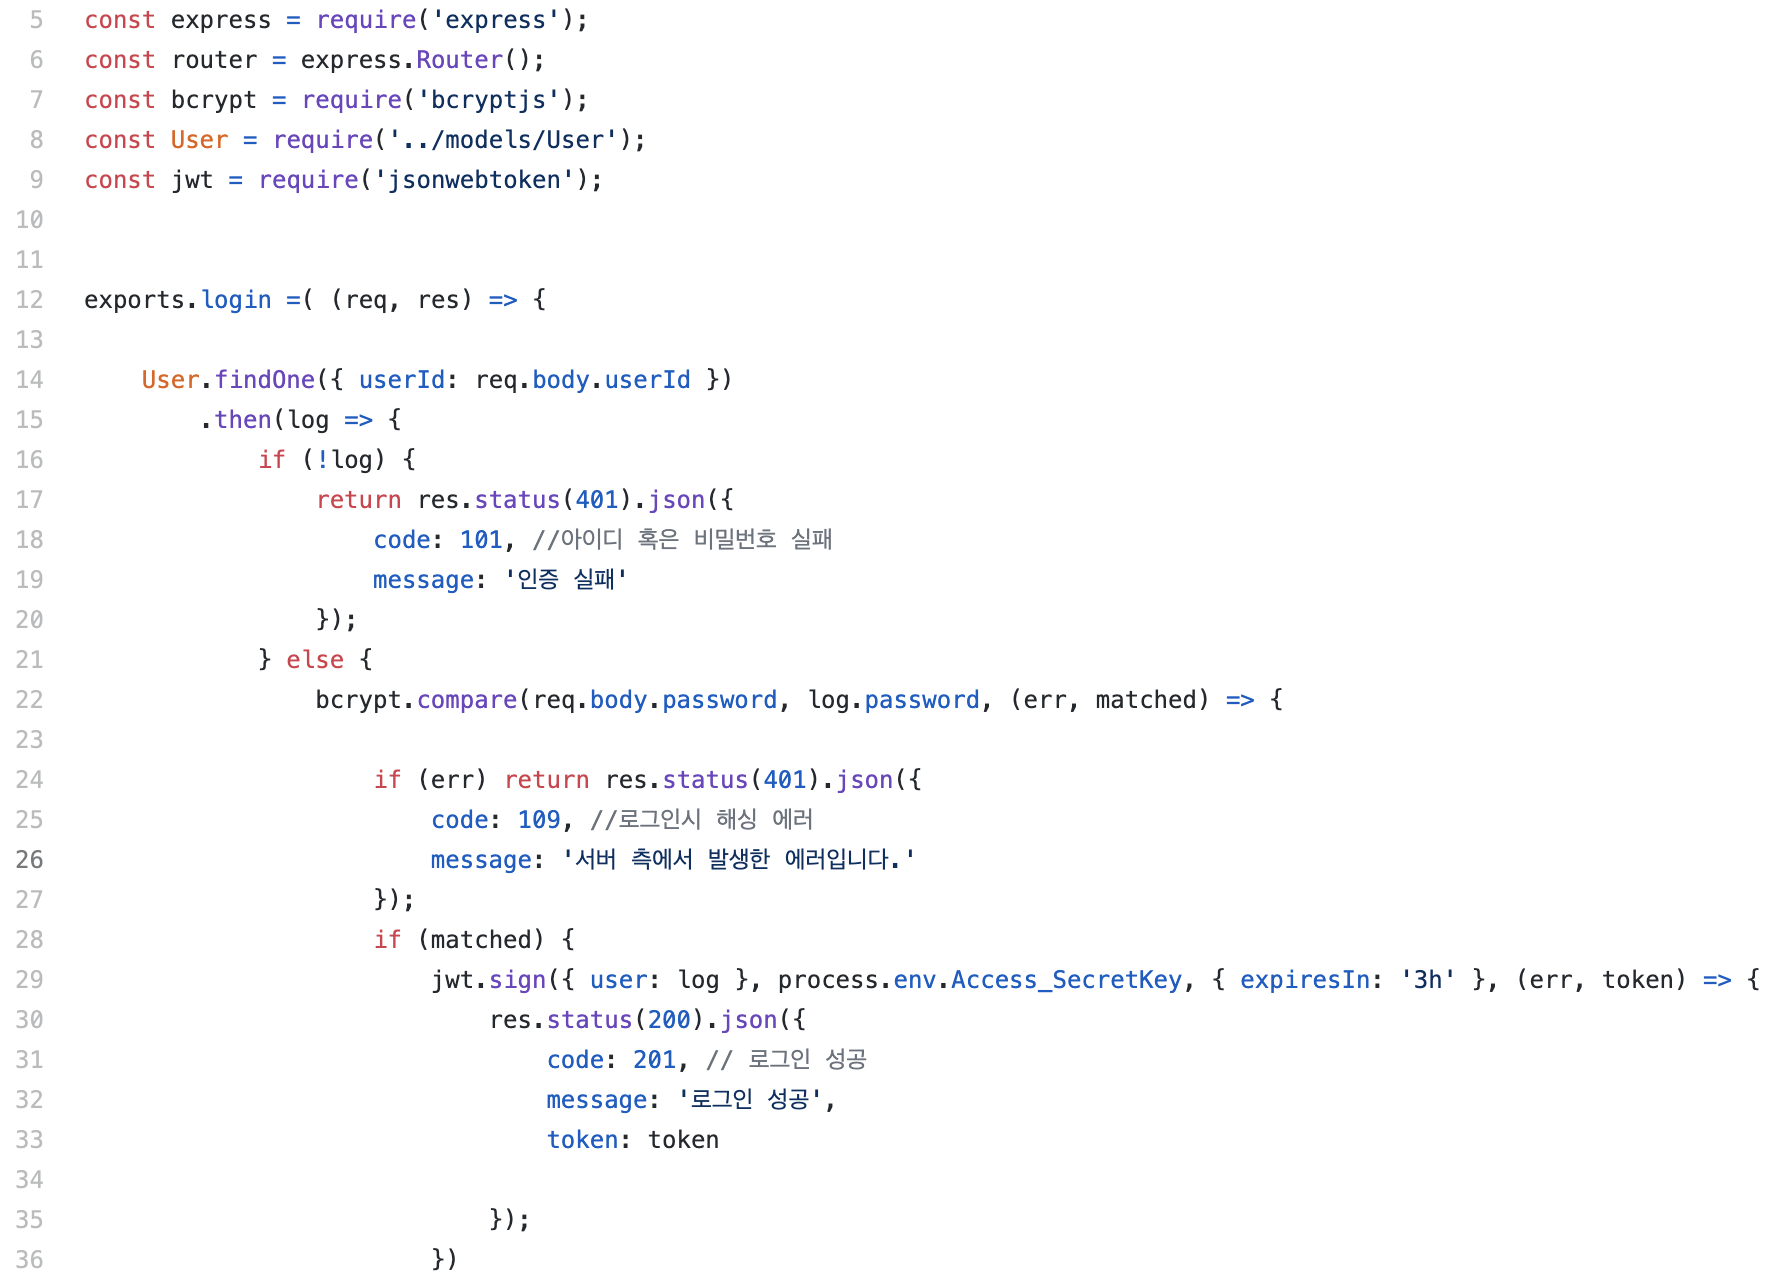 5 const express = require('express');
6 const router = express.Router();
7 const bcrypt = require('bcryptjs');
8 const User = require('../models/User');
9 const jwt = require('jsonwebtoken');
10
11
12 exports.login =( (req, res) => {
13
14     User.findOne({ userId: req.body.userId })
15         .then(log => {
16             if (!log) {
17                 return res.status(401).json({
18                     code: 101, //아이디 혹은 비밀번호 실패
19                     message: '인증 실패'
20                 });
21             } else {
22                 bcrypt.compare(req.body.password, log.password, (err, matched) => {
23
24                     if (err) return res.status(401).json({
25                         code: 109, //로그인시 해싱 에러
26                         message: '서버 측에서 발생한 에러입니다.'
27                     });
28                     if (matched) {
29                         jwt.sign({ user: log }, process.env.Access_SecretKey, { expiresIn: '3h' }, (err, token) => {
30                             res.status(200).json({
31                                 code: 201, // 로그인 성공
32                                 message: '로그인 성공',
33                                 token: token
34
35                             });
36                         })